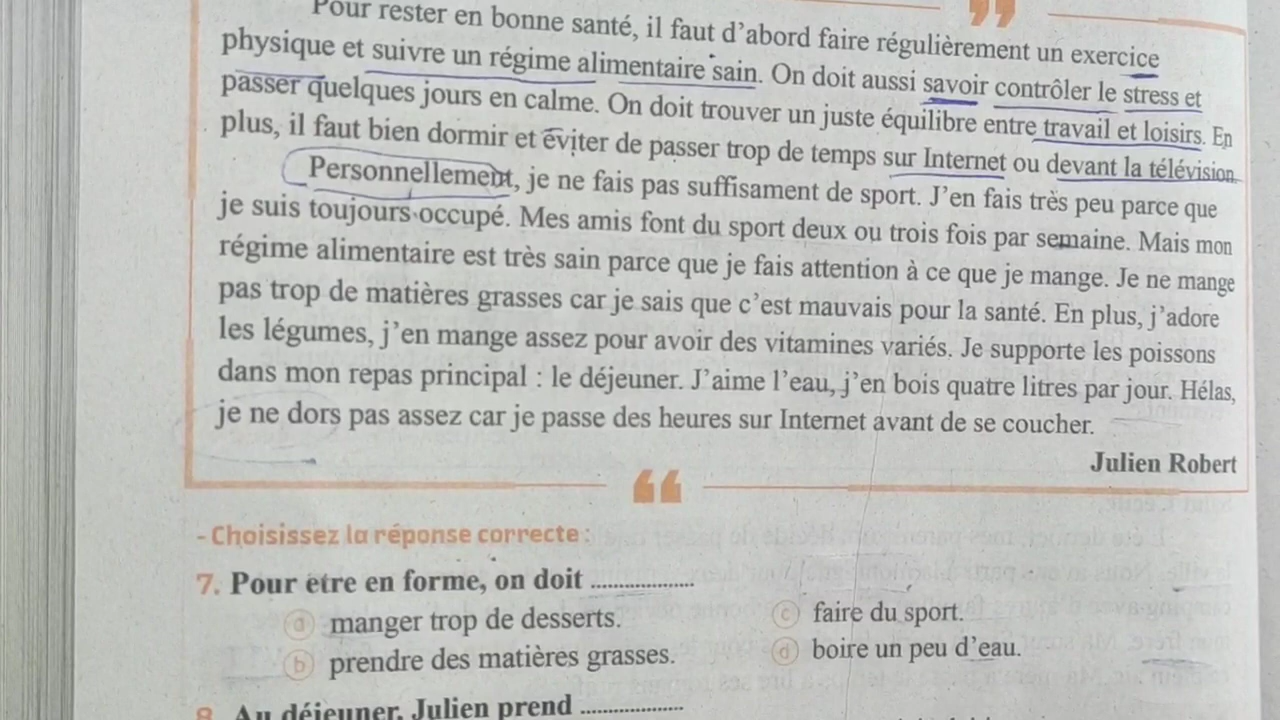 Pour rester en bonne santé, il faut d'abord faire régulièrement un exercice
physique et suivre un régime alimentaire sain. On doit aussi savoir contrôler le stress et
passer quelques jours en calme. On doit trouver un juste équilibre entre travail et loisirs. En
plus, il faut bien dormir et éviter de passer trop de temps sur Internet ou devant la télévision.
Personnellement, je ne fais pas suffisament de sport. J'en fais très peu parce que
je suis toujours occupé. Mes amis font du sport deux ou trois fois par semaine. Mais mon
régime alimentaire est très sain parce que je fais attention à ce que je mange. Je ne mange
pas trop de matières grasses car je sais que c'est mauvais pour la santé. En plus, j'adore
les légumes, j'en mange assez pour avoir des vitamines variés. Je supporte les poissons
dans mon repas principal : le déjeuner. J'aime l'eau, j'en bois quatre litres par jour. Hélas,
je ne dors pas assez car je passe des heures sur Internet avant de se coucher.
Julien Robert
- Choisissez la réponse correcte :
7. Pour etre en forme, on doit ....................
a manger trop de desserts.
b prendre des matières grasses.
c faire du sport.
d boire un peu d'eau.
8. Au déjeuner, Julien prend ....................